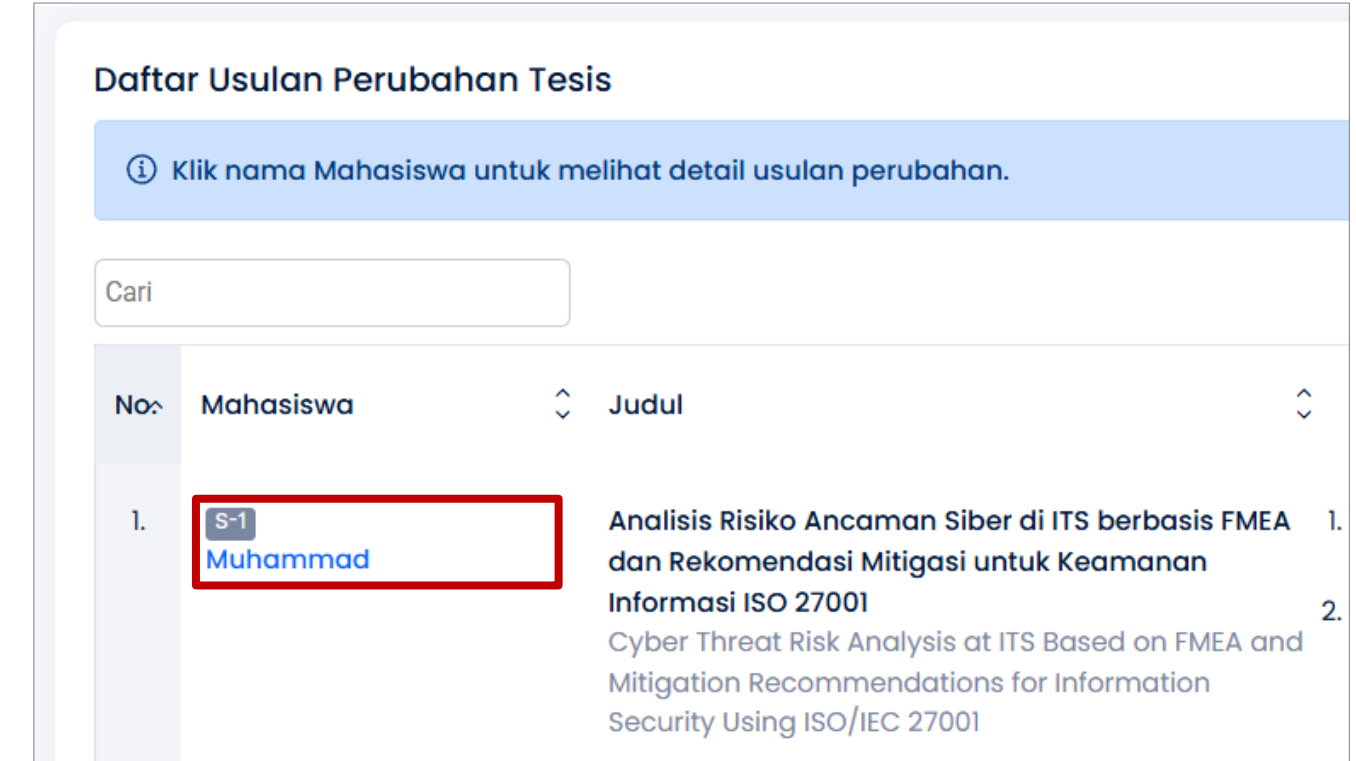 Daftar Usulan Perubahan Tesis
Klik nama Mahasiswa untuk melihat detail usulan perubahan.
Cari
No. Mahasiswa Judul
1. S-1
Muhammad
Analisis Risiko Ancaman Siber di ITS berbasis FMEA
dan Rekomendasi Mitigasi untuk Keamanan
Informasi ISO 27001
Cyber Threat Risk Analysis at ITS Based on FMEA and
Mitigation Recommendations for Information
Security Using ISO/IEC 27001
1.
2.